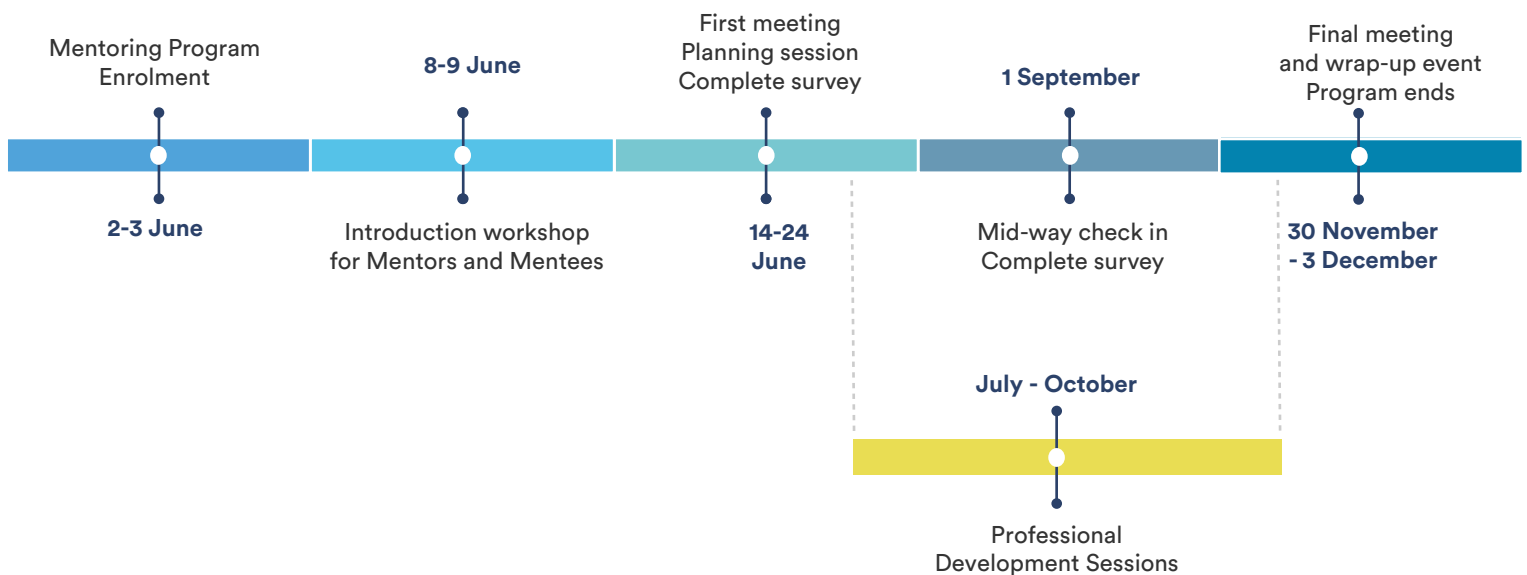 Mentoring Program
Enrolment
2-3 June
8-9 June
Introduction workshop
for Mentors and Mentees
First meeting
Planning session
Complete survey
14-24
June
1 September
Mid-way check in
Complete survey
Final meeting
and wrap-up event
Program ends
30 November
- 3 December
July - October
Professional
Development Sessions